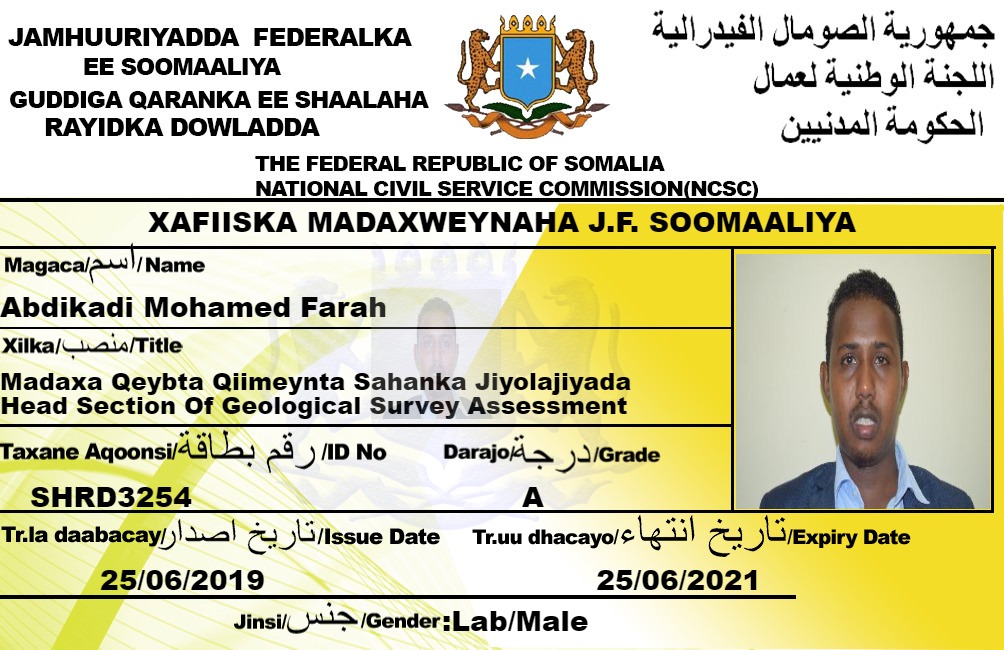 JAMHUURIYADDA FEDERALKA
EE SOOMAALIYA
GUDDIGA QARANKA EE SHAALAHA
RAYIDKA DOWLADDA
جمهورية الصومال الفيدرالية
اللجنة الوطنية لعمال
الحكومة المدنيين
THE FEDERAL REPUBLIC OF SOMALIA
NATIONAL CIVIL SERVICE COMMISSION(NCSC)
XAFIISKA MADAXWEYNAHA J.F. SOOMAALIYA
Magaca/اسم/Name
Abdikadi Mohamed Farah
Xilka/منصب/Title
Madaxa Qeybta Qiimeynta Sahanka Jiyolajiyada
Head Section Of Geological Survey Assessment
Taxane Aqoonsi/رقم بطاقة/ID No
Darajo/درجة/Grade
SHRD3254
A
Tr.la daabacay/تاريخ اصدار/Issue Date
Tr.uu dhacayo/تاريخ انتهاء/Expiry Date
25/06/2019
25/06/2021
Jinsi/جنس/Gender:Lab/Male